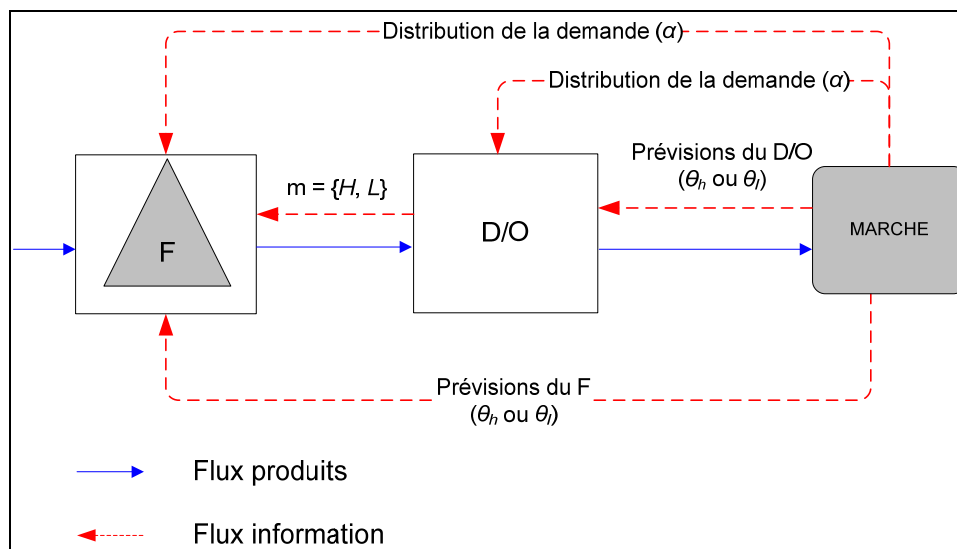 Distribution de la demande (α)
Distribution de la demande (α)
Prévisions du D/O
(θh ou θl)
m = {H, L}
F
D/O
MARCHE
Prévisions du F
(θh ou θl)
Flux produits
Flux information